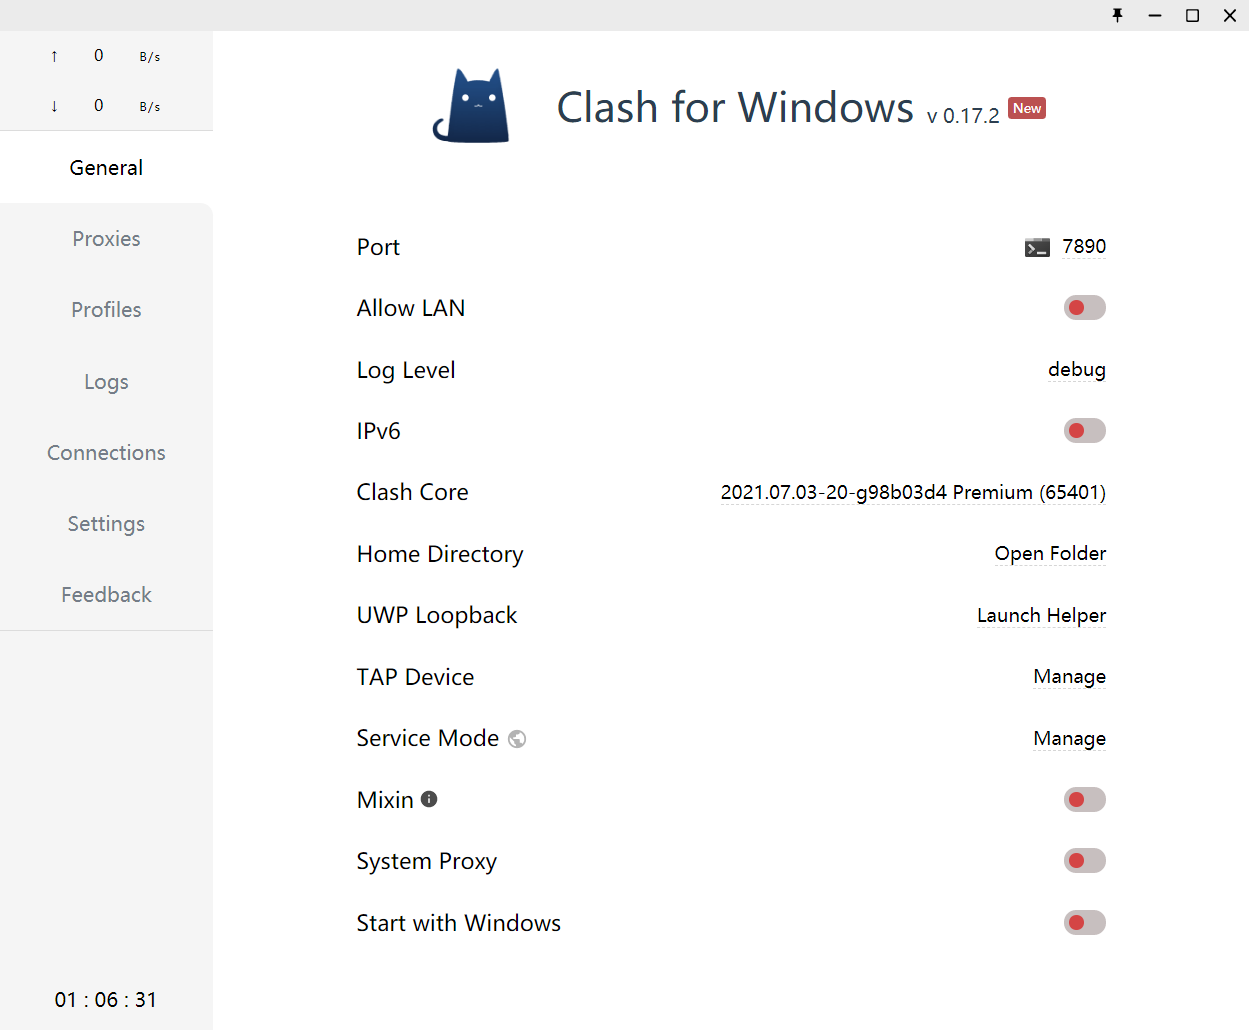 ↑ 0 B/s
↓ 0 B/s
General
Proxies
Profiles
Logs
Connections
Settings
Feedback
01 : 06 : 31
Clash for Windows v 0.17.2 New
Port 7890
Allow LAN
Log Level debug
IPv6
Clash Core 2021.07.03-20-g98b03d4 Premium (65401)
Home Directory Open Folder
UWP Loopback Launch Helper
TAP Device Manage
Service Mode Manage
Mixin
System Proxy
Start with Windows